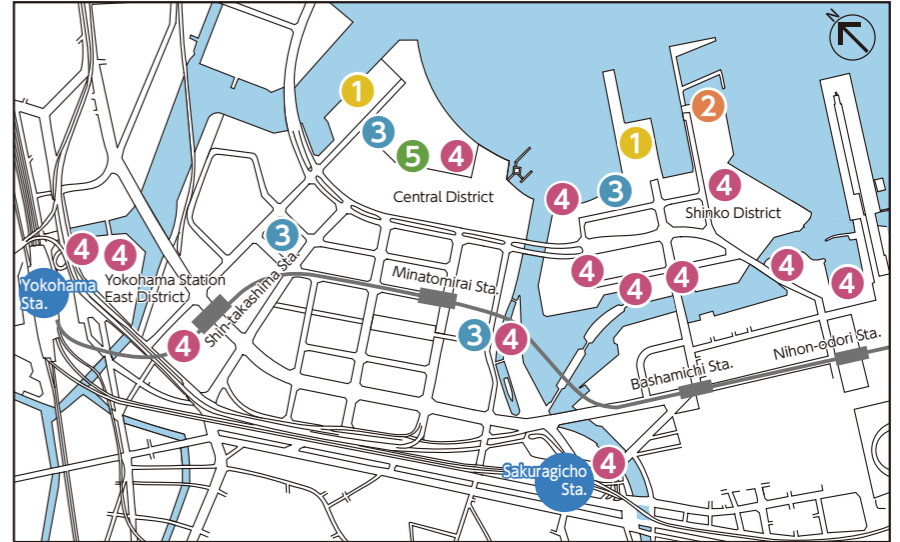 N
1
2
3
1
5
4
4
3
4
Central District
Shinko District
3
4
4
Yokohama Station
East District
Yokohama
Sta.
Shin-takashima Sta.
Minatomirai Sta.
4
4
4
4
4
4
3
4
Bashamichi Sta.
Nihon-odori Sta.
Sakuragicho
Sta.
4